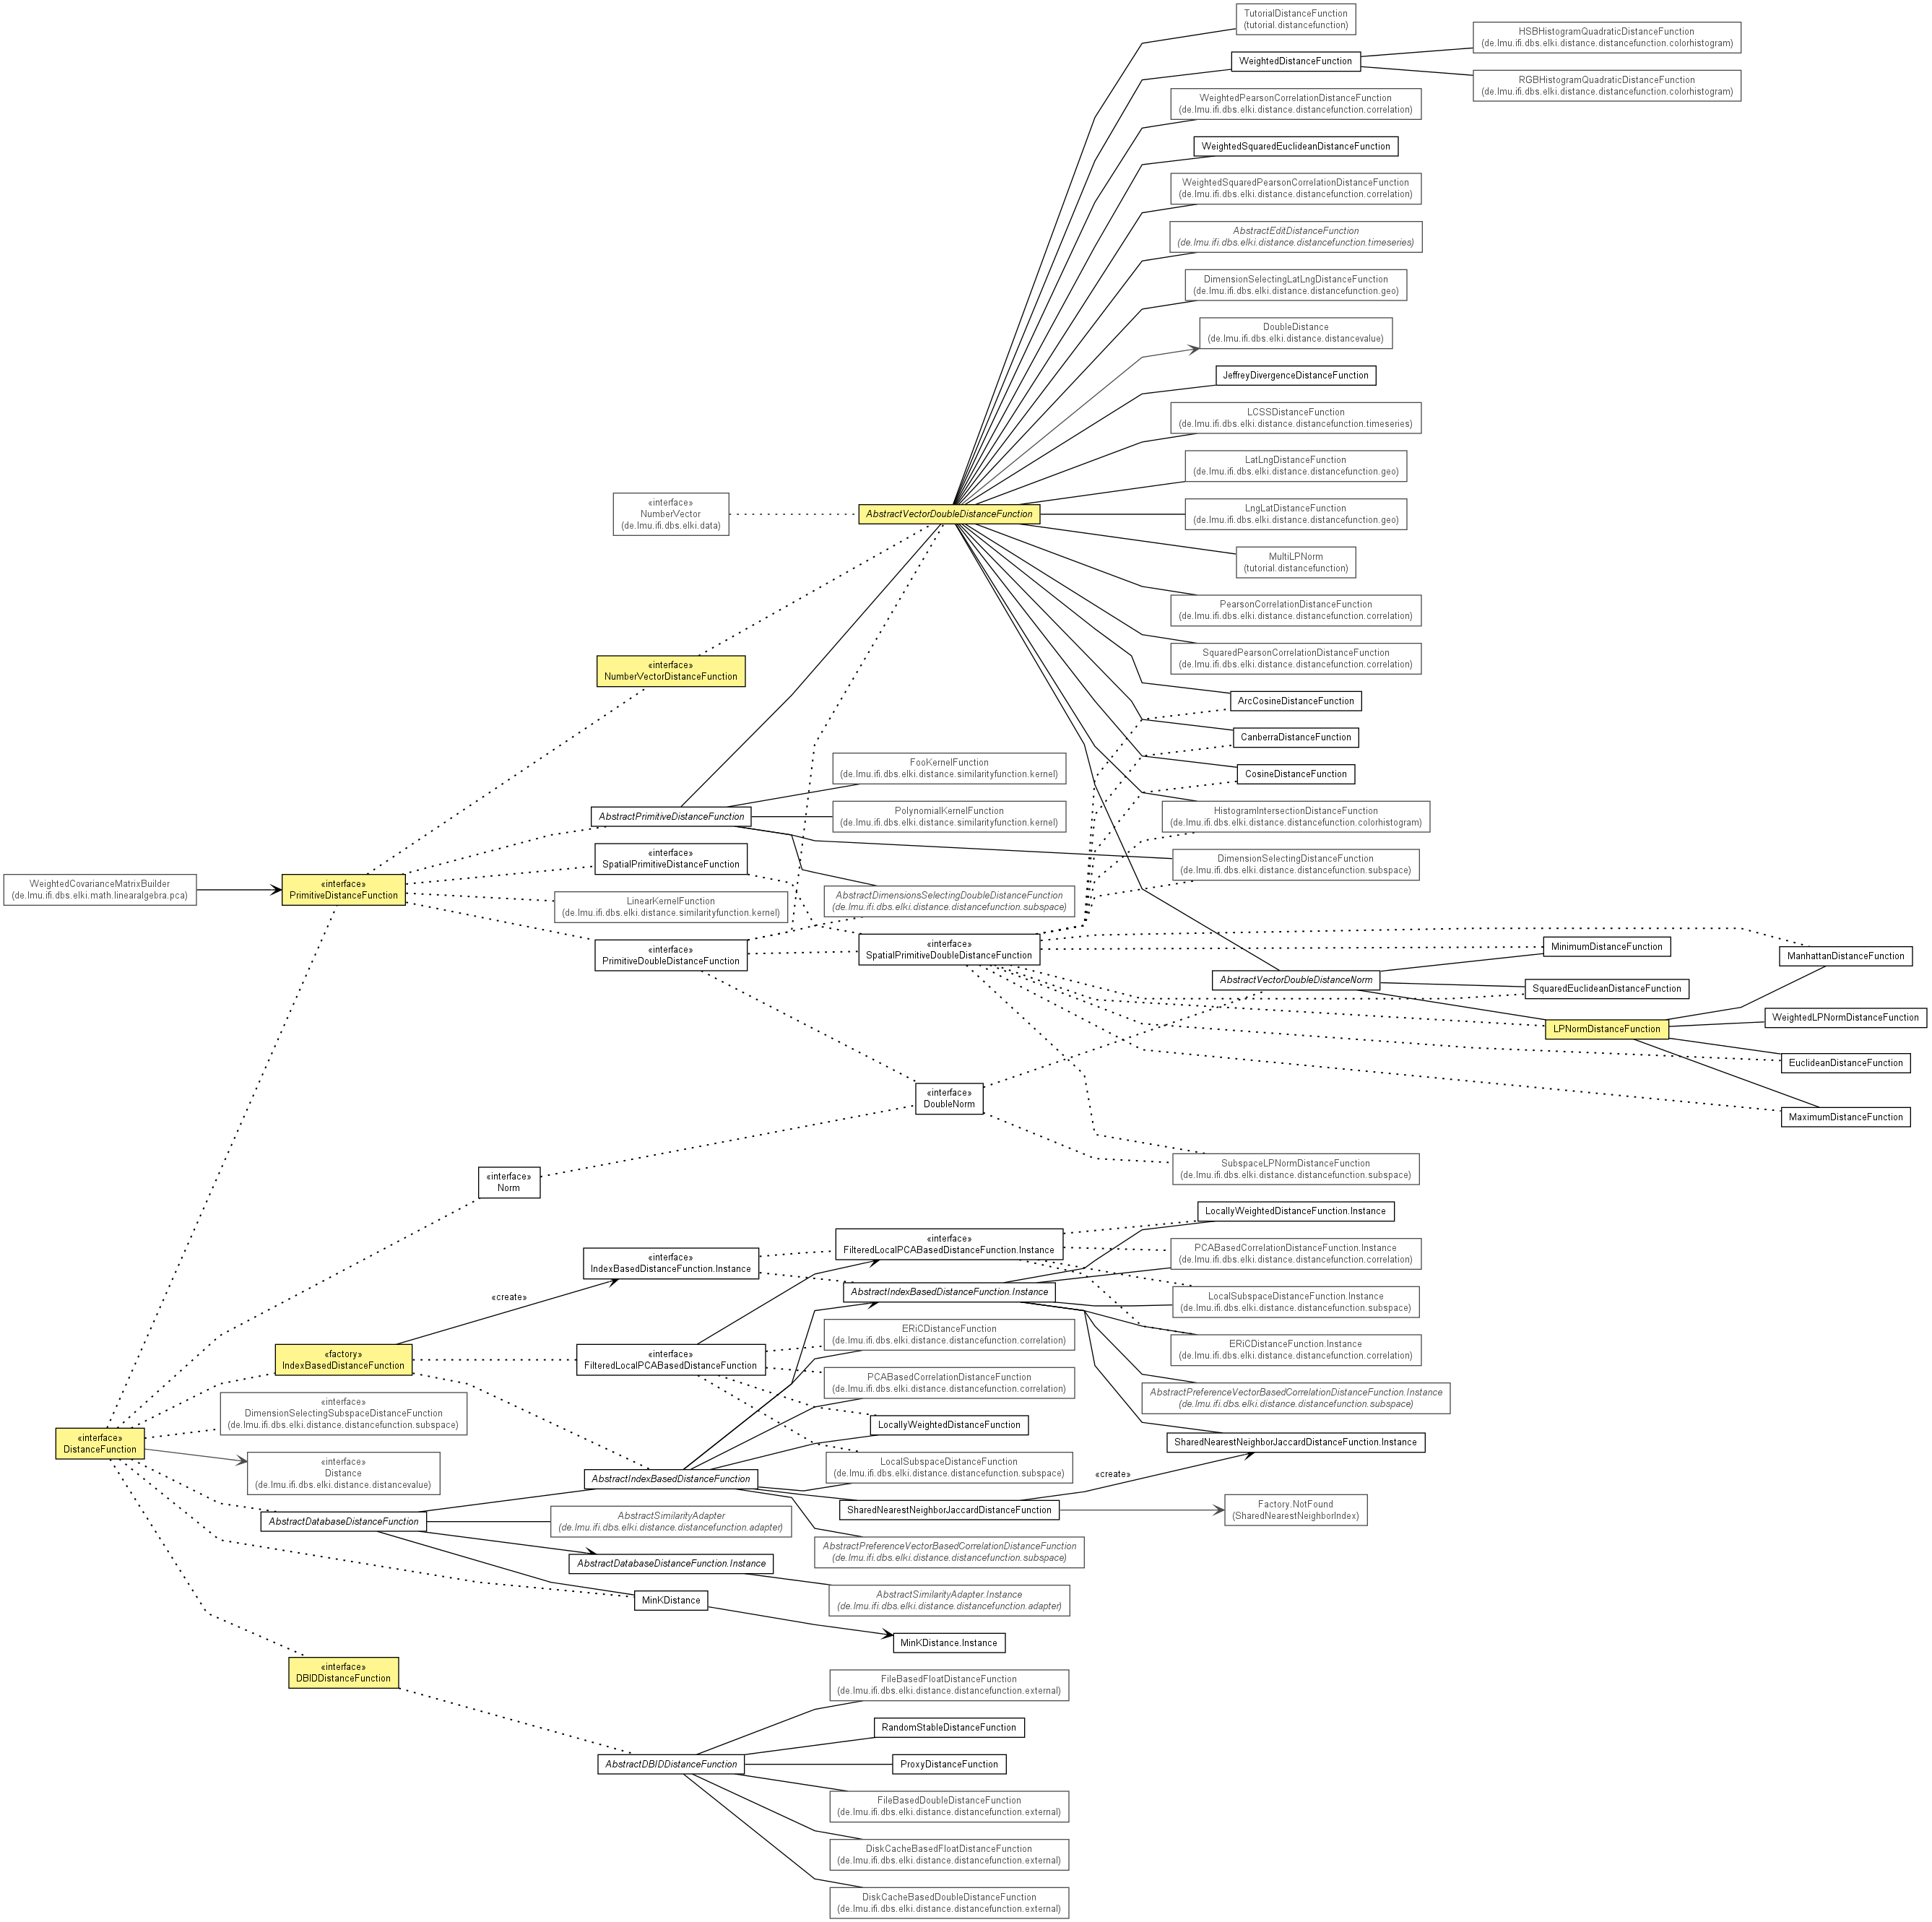 TutorialDistanceFunction
(tutorial.distancefunction)
HSBHistogramQuadraticDistanceFunction
(de.lmu.ifi.dbs.elki.distance.distancefunction.colorhistogram)
WeightedDistanceFunction
RGBHistogramQuadraticDistanceFunction
(de.lmu.ifi.dbs.elki.distance.distancefunction.colorhistogram)
WeightedPearsonCorrelationDistanceFunction
(de.lmu.ifi.dbs.elki.distance.distancefunction.correlation)
WeightedSquaredEuclideanDistanceFunction
WeightedSquaredPearsonCorrelationDistanceFunction
(de.lmu.ifi.dbs.elki.distance.distancefunction.correlation)
AbstractEditDistanceFunction
(de.lmu.ifi.dbs.elki.distance.distancefunction.timeseries)
DimensionSelectingLatLngDistanceFunction
(de.lmu.ifi.dbs.elki.distance.distancefunction.geo)
DoubleDistance
(de.lmu.ifi.dbs.elki.distance.distancevalue)
JeffreyDivergenceDistanceFunction
LCSSDistanceFunction
(de.lmu.ifi.dbs.elki.distance.distancefunction.timeseries)
LatLngDistanceFunction
(de.lmu.ifi.dbs.elki.distance.distancefunction.geo)
«interface»
NumberVector
(de.lmu.ifi.dbs.elki.data)
AbstractVectorDoubleDistanceFunction
LngLatDistanceFunction
(de.lmu.ifi.dbs.elki.distance.distancefunction.geo)
MultiLPNorm
(tutorial.distancefunction)
PearsonCorrelationDistanceFunction
(de.lmu.ifi.dbs.elki.distance.distancefunction.correlation)
SquaredPearsonCorrelationDistanceFunction
(de.lmu.ifi.dbs.elki.distance.distancefunction.correlation)
«interface»
NumberVectorDistanceFunction
ArcCosineDistanceFunction
CanberraDistanceFunction
CosineDistanceFunction
FooKernelFunction
(de.lmu.ifi.dbs.elki.distance.similarityfunction.kernel)
HistogramIntersectionDistanceFunction
(de.lmu.ifi.dbs.elki.distance.distancefunction.colorhistogram)
AbstractPrimitiveDistanceFunction
PolynomialKernelFunction
(de.lmu.ifi.dbs.elki.distance.similarityfunction.kernel)
«interface»
SpatialPrimitiveDistanceFunction
DimensionSelectingDistanceFunction
(de.lmu.ifi.dbs.elki.distance.distancefunction.subspace)
WeightedCovarianceMatrixBuilder
(de.lmu.ifi.dbs.elki.math.linearalgebra.pca)
«interface»
PrimitiveDistanceFunction
LinearKernelFunction
(de.lmu.ifi.dbs.elki.distance.similarityfunction.kernel)
AbstractDimensionsSelectingDoubleDistanceFunction
(de.lmu.ifi.dbs.elki.distance.distancefunction.subspace)
«interface»
PrimitiveDoubleDistanceFunction
«interface»
SpatialPrimitiveDoubleDistanceFunction
MinimumDistanceFunction
ManhattanDistanceFunction
AbstractVectorDoubleDistanceNorm
SquaredEuclideanDistanceFunction
WeightedLPNormDistanceFunction
LPNormDistanceFunction
EuclideanDistanceFunction
«interface»
DoubleNorm
MaximumDistanceFunction
SubspaceLPNormDistanceFunction
(de.lmu.ifi.dbs.elki.distance.distancefunction.subspace)
«interface»
Norm
LocallyWeightedDistanceFunction.Instance
«interface»
FilteredLocalPCABasedDistanceFunction.Instance
PCABasedCorrelationDistanceFunction.Instance
(de.lmu.ifi.dbs.elki.distance.distancefunction.correlation)
«interface»
IndexBasedDistanceFunction.Instance
AbstractIndexBasedDistanceFunction.Instance
«create»
LocalSubspaceDistanceFunction.Instance
(de.lmu.ifi.dbs.elki.distance.distancefunction.subspace)
ERiCDistanceFunction
(de.lmu.ifi.dbs.elki.distance.distancefunction.correlation)
ERiCDistanceFunction.Instance
(de.lmu.ifi.dbs.elki.distance.distancefunction.correlation)
«factory»
IndexBasedDistanceFunction
«interface»
FilteredLocalPCABasedDistanceFunction
PCABasedCorrelationDistanceFunction
(de.lmu.ifi.dbs.elki.distance.distancefunction.correlation)
AbstractPreferenceVectorBasedCorrelationDistanceFunction.Instance
(de.lmu.ifi.dbs.elki.distance.distancefunction.subspace)
«interface»
DimensionSelectingSubspaceDistanceFunction
(de.lmu.ifi.dbs.elki.distance.distancefunction.subspace)
LocallyWeightedDistanceFunction
«interface»
DistanceFunction
SharedNearestNeighborJaccardDistanceFunction.Instance
«interface»
Distance
(de.lmu.ifi.dbs.elki.distance.distancevalue)
LocalSubspaceDistanceFunction
(de.lmu.ifi.dbs.elki.distance.distancefunction.subspace)
«create»
AbstractIndexBasedDistanceFunction
SharedNearestNeighborJaccardDistanceFunction
Factory.NotFound
(SharedNearestNeighborIndex)
AbstractDatabaseDistanceFunction
AbstractSimilarityAdapter
(de.lmu.ifi.dbs.elki.distance.distancefunction.adapter)
AbstractPreferenceVectorBasedCorrelationDistanceFunction
(de.lmu.ifi.dbs.elki.distance.distancefunction.subspace)
AbstractDatabaseDistanceFunction.Instance
AbstractSimilarityAdapter.Instance
(de.lmu.ifi.dbs.elki.distance.distancefunction.adapter)
MinKDistance
MinKDistance.Instance
«interface»
DBIDDistanceFunction
FileBasedFloatDistanceFunction
(de.lmu.ifi.dbs.elki.distance.distancefunction.external)
RandomStableDistanceFunction
AbstractDBIDDistanceFunction
ProxyDistanceFunction
FileBasedDoubleDistanceFunction
(de.lmu.ifi.dbs.elki.distance.distancefunction.external)
DiskCacheBasedFloatDistanceFunction
(de.lmu.ifi.dbs.elki.distance.distancefunction.external)
DiskCacheBasedDoubleDistanceFunction
(de.lmu.ifi.dbs.elki.distance.distancefunction.external)